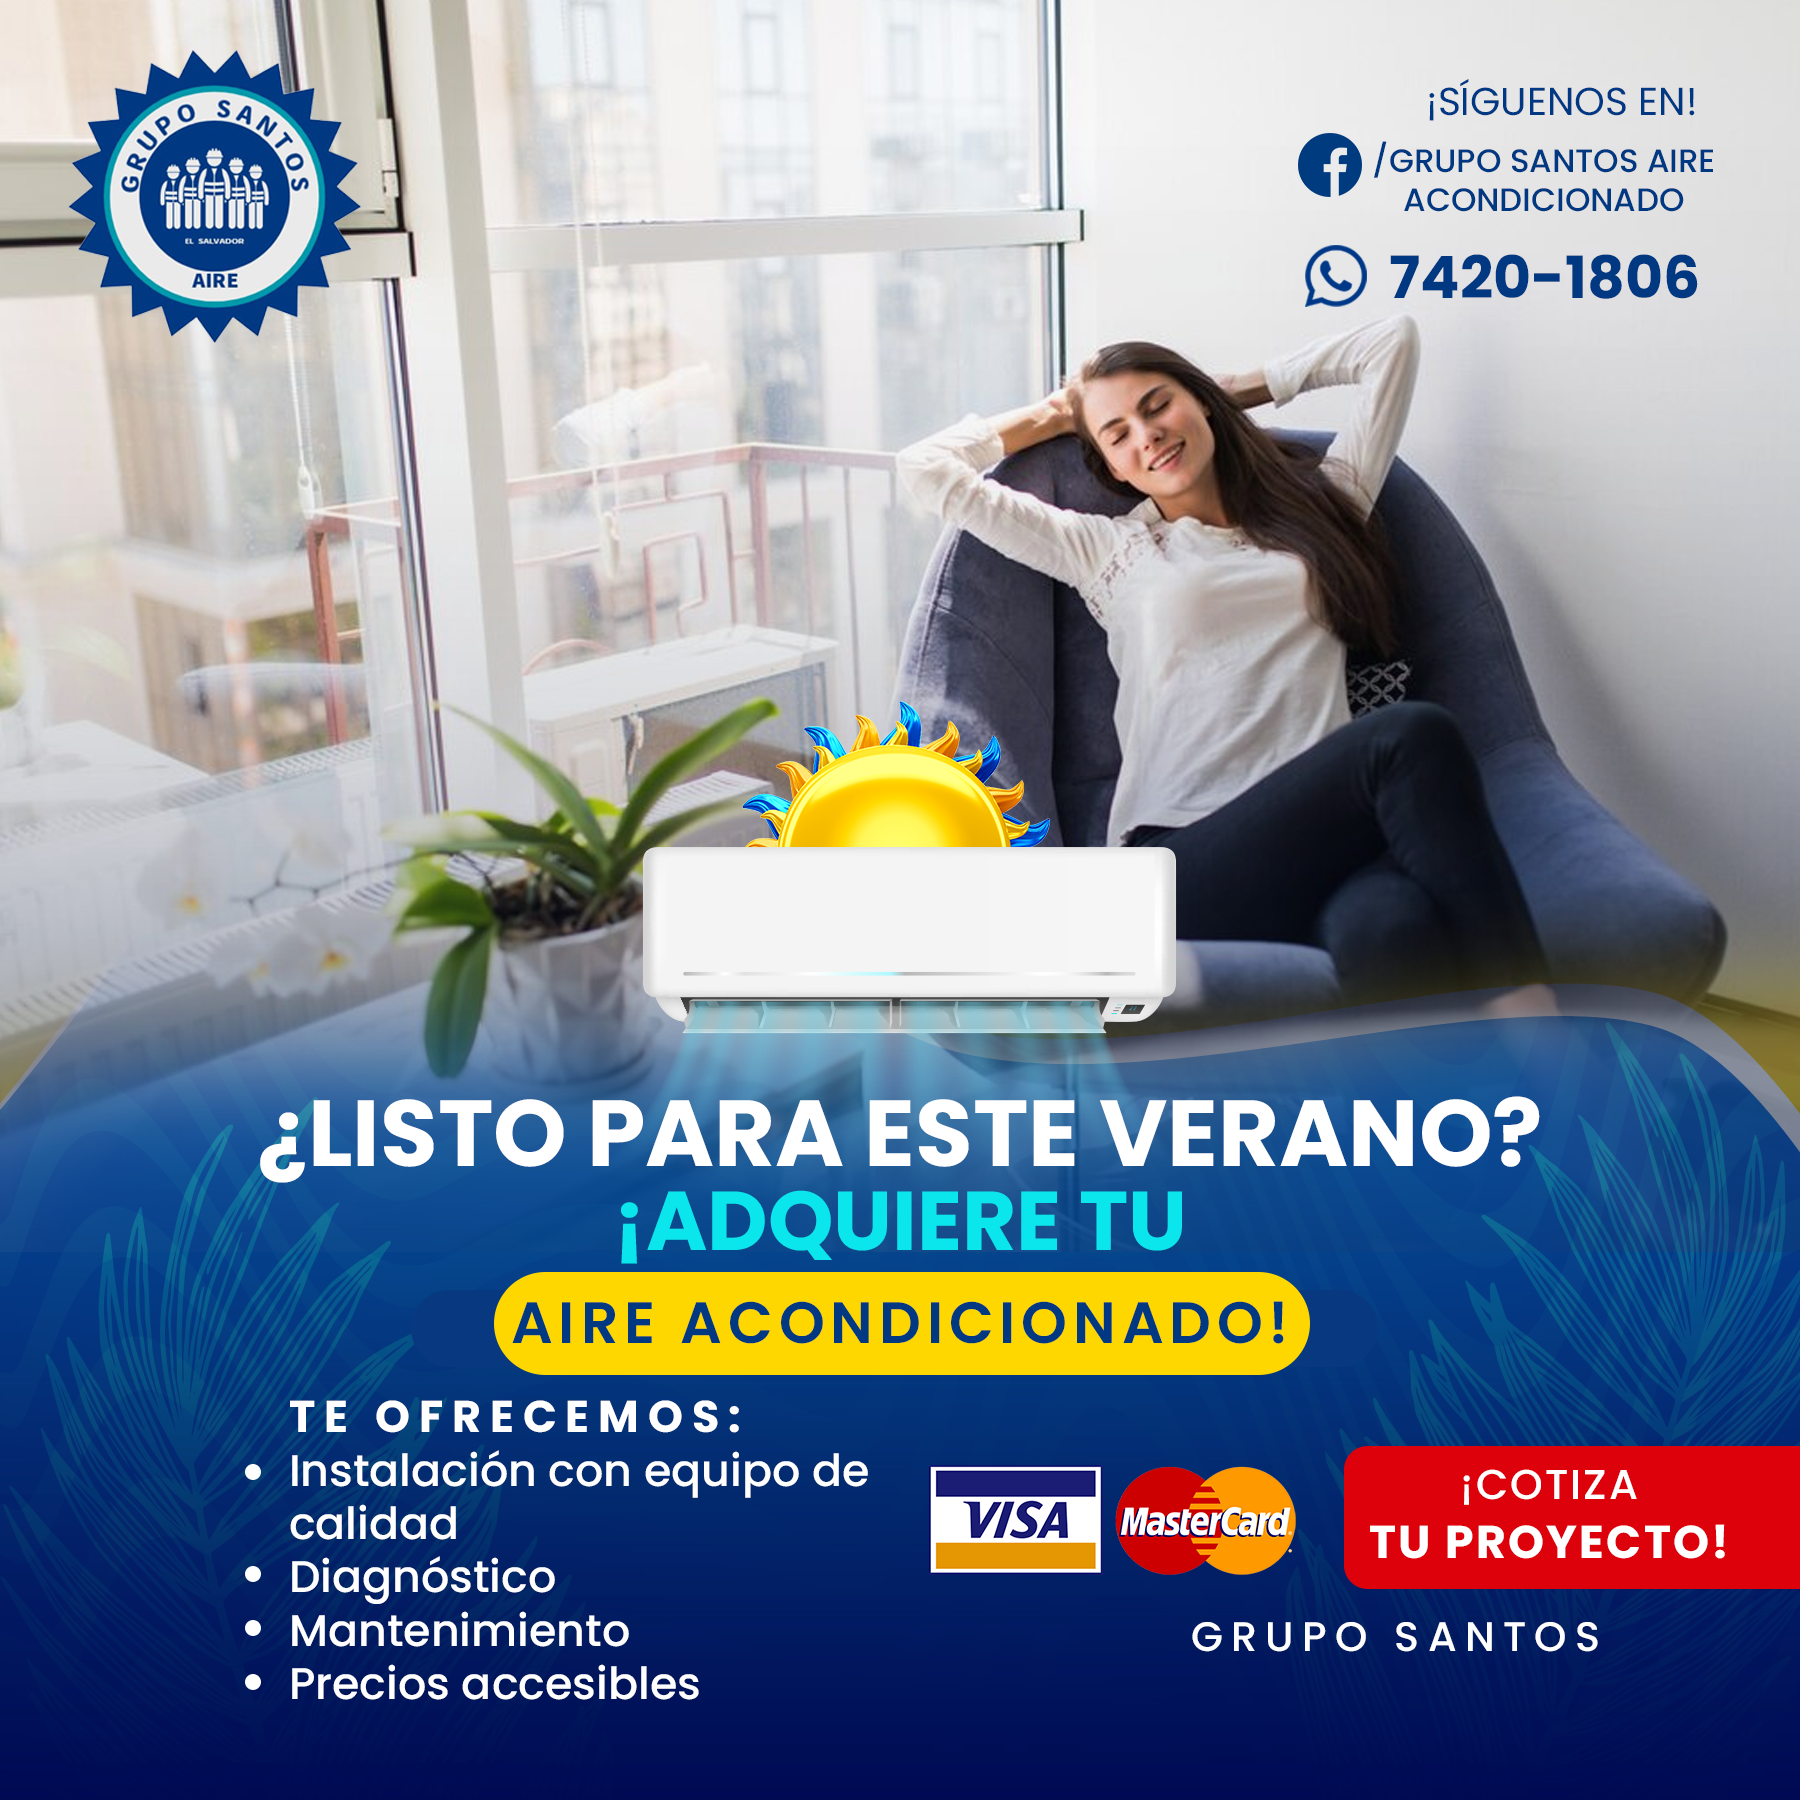 GRUPO SANTOS
EL SALVADOR
AIRE
¡SÍGUENOS EN!
/GRUPO SANTOS AIRE
ACONDICIONADO
7420-1806
¿LISTO PARA ESTE VERANO?
¡ADQUIERE TU
AIRE ACONDICIONADO!
TE OFRECEMOS:
• Instalación con equipo de
calidad
• Diagnóstico
• Mantenimiento
• Precios accesibles
VISA
MasterCard
¡COTIZA
TU PROYECTO!
GRUPO SANTOS